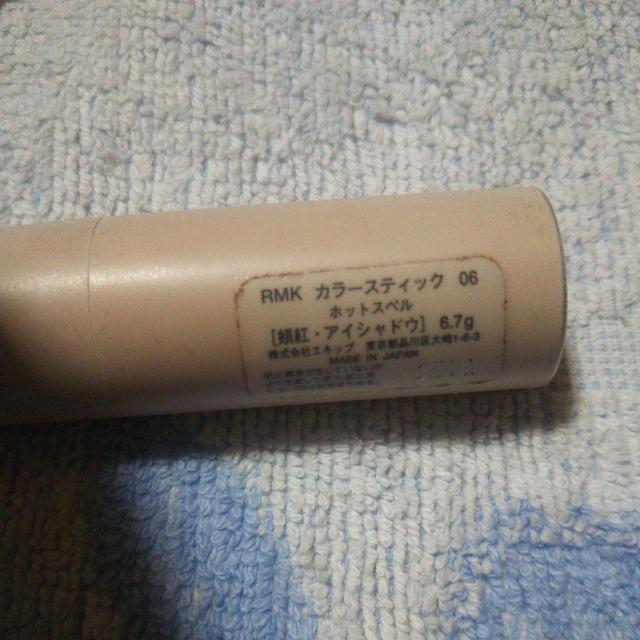 RMK カラースティック 06
ホットスペル
[頬紅・アイシャドウ] 6.7g
株式会社エキップ 東京都品川区大崎1-6-3
IN JAPAN